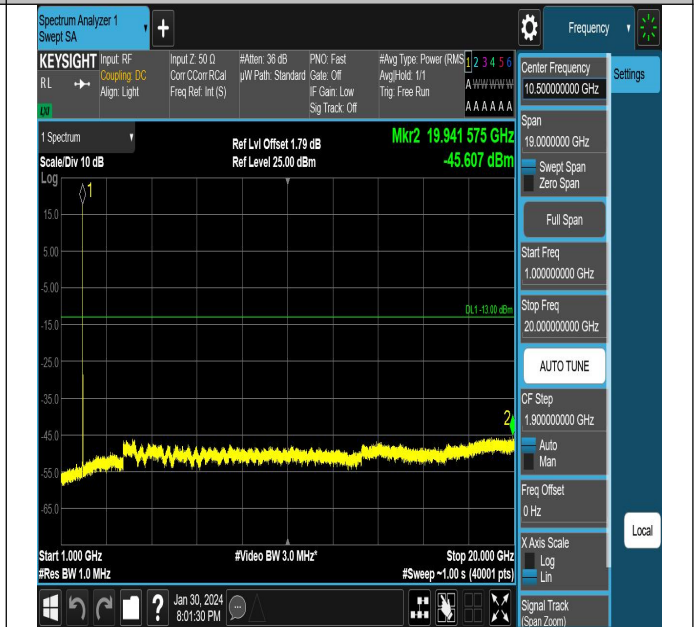 Spectrum Analyzer 1
Swept SA
+
Frequency
KEYSIGHT
RL
Input: RF
Coupling: DC
Align: Light
Input Z: 50 Ω
Corr CCorr RCal
Freq Ref: Int (S)
#Atten: 36 dB
µW Path: Standard
PNO: Fast
Gate: Off
IF Gain: Low
Sig Track: Off
#Avg Type: Power (RMS
Avg|Hold: 1/1
Trig: Free Run
1 2 3 4 5 6
A W W W W W
A A A A A A
LXI
1 Spectrum
Scale/Div 10 dB
Log
Ref Lvl Offset 1.79 dB
Ref Level 25.00 dBm
Mkr2 19.941 575 GHz
-45.607 dBm
1
15.0
5.00
-5.00
-15.0
-25.0
-35.0
-45.0
-55.0
-65.0
DL1 -13.00 dBm
2
Start 1.000 GHz
#Res BW 1.0 MHz
#Video BW 3.0 MHz*
Stop 20.000 GHz
#Sweep ~1.00 s (40001 pts)
Center Frequency
10.500000000 GHz
Settings
Span
19.0000000 GHz
Swept Span
Zero Span
Full Span
Start Freq
1.000000000 GHz
Stop Freq
20.000000000 GHz
AUTO TUNE
CF Step
1.900000000 GHz
Auto
Man
Freq Offset
0 Hz
X Axis Scale
Log
Lin
Local
Signal Track
(Span Zoom)
?
Jan 30, 2024
8:01:30 PM